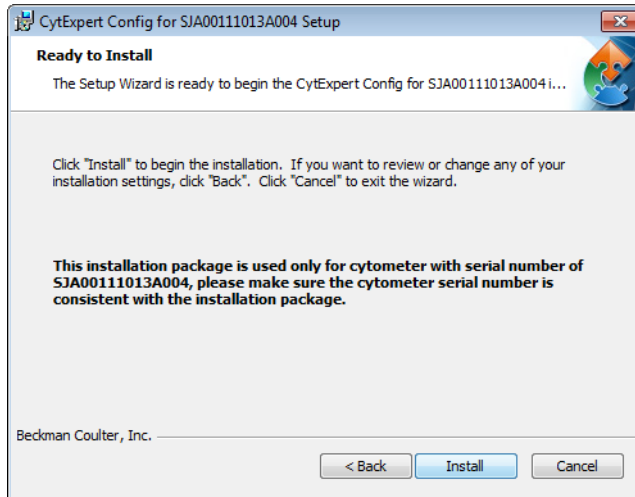 CytExpert Config for SJA00111013A004 Setup
Ready to Install
The Setup Wizard is ready to begin the CytExpert Config for SJA00111013A004 i...
Click "Install" to begin the installation. If you want to review or change any of your
installation settings, click "Back". Click "Cancel" to exit the wizard.
This installation package is used only for cytometer with serial number of
SJA00111013A004, please make sure the cytometer serial number is
consistent with the installation package.
Beckman Coulter, Inc.
< Back Install Cancel